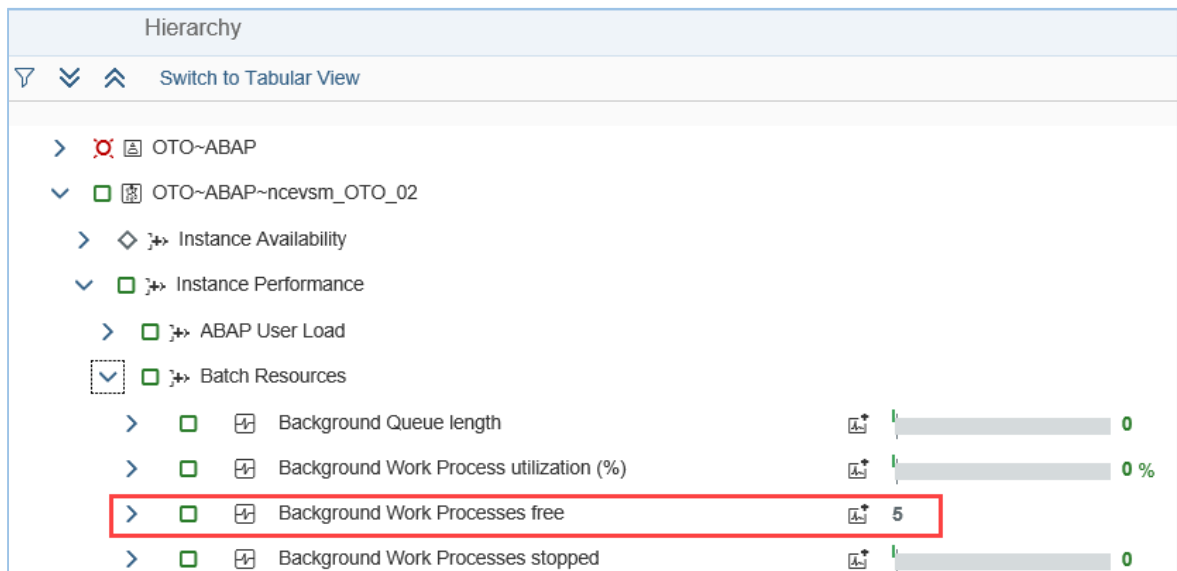 Hierarchy
Switch to Tabular View
OTO~ABAP
OTO~ABAP~ncevsm_OTO_02
Instance Availability
Instance Performance
ABAP User Load
Batch Resources
Background Queue length 0
Background Work Process utilization (%) 0 %
Background Work Processes free 5
Background Work Processes stopped 0